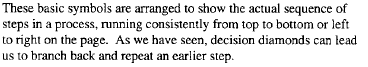 These basic symbols are arranged to show the actual sequence of
steps in a process, running consistently from top to bottom or left
to right on the page.  As we have seen, decision diamonds can lead
us to branch back and repeat an earlier step.